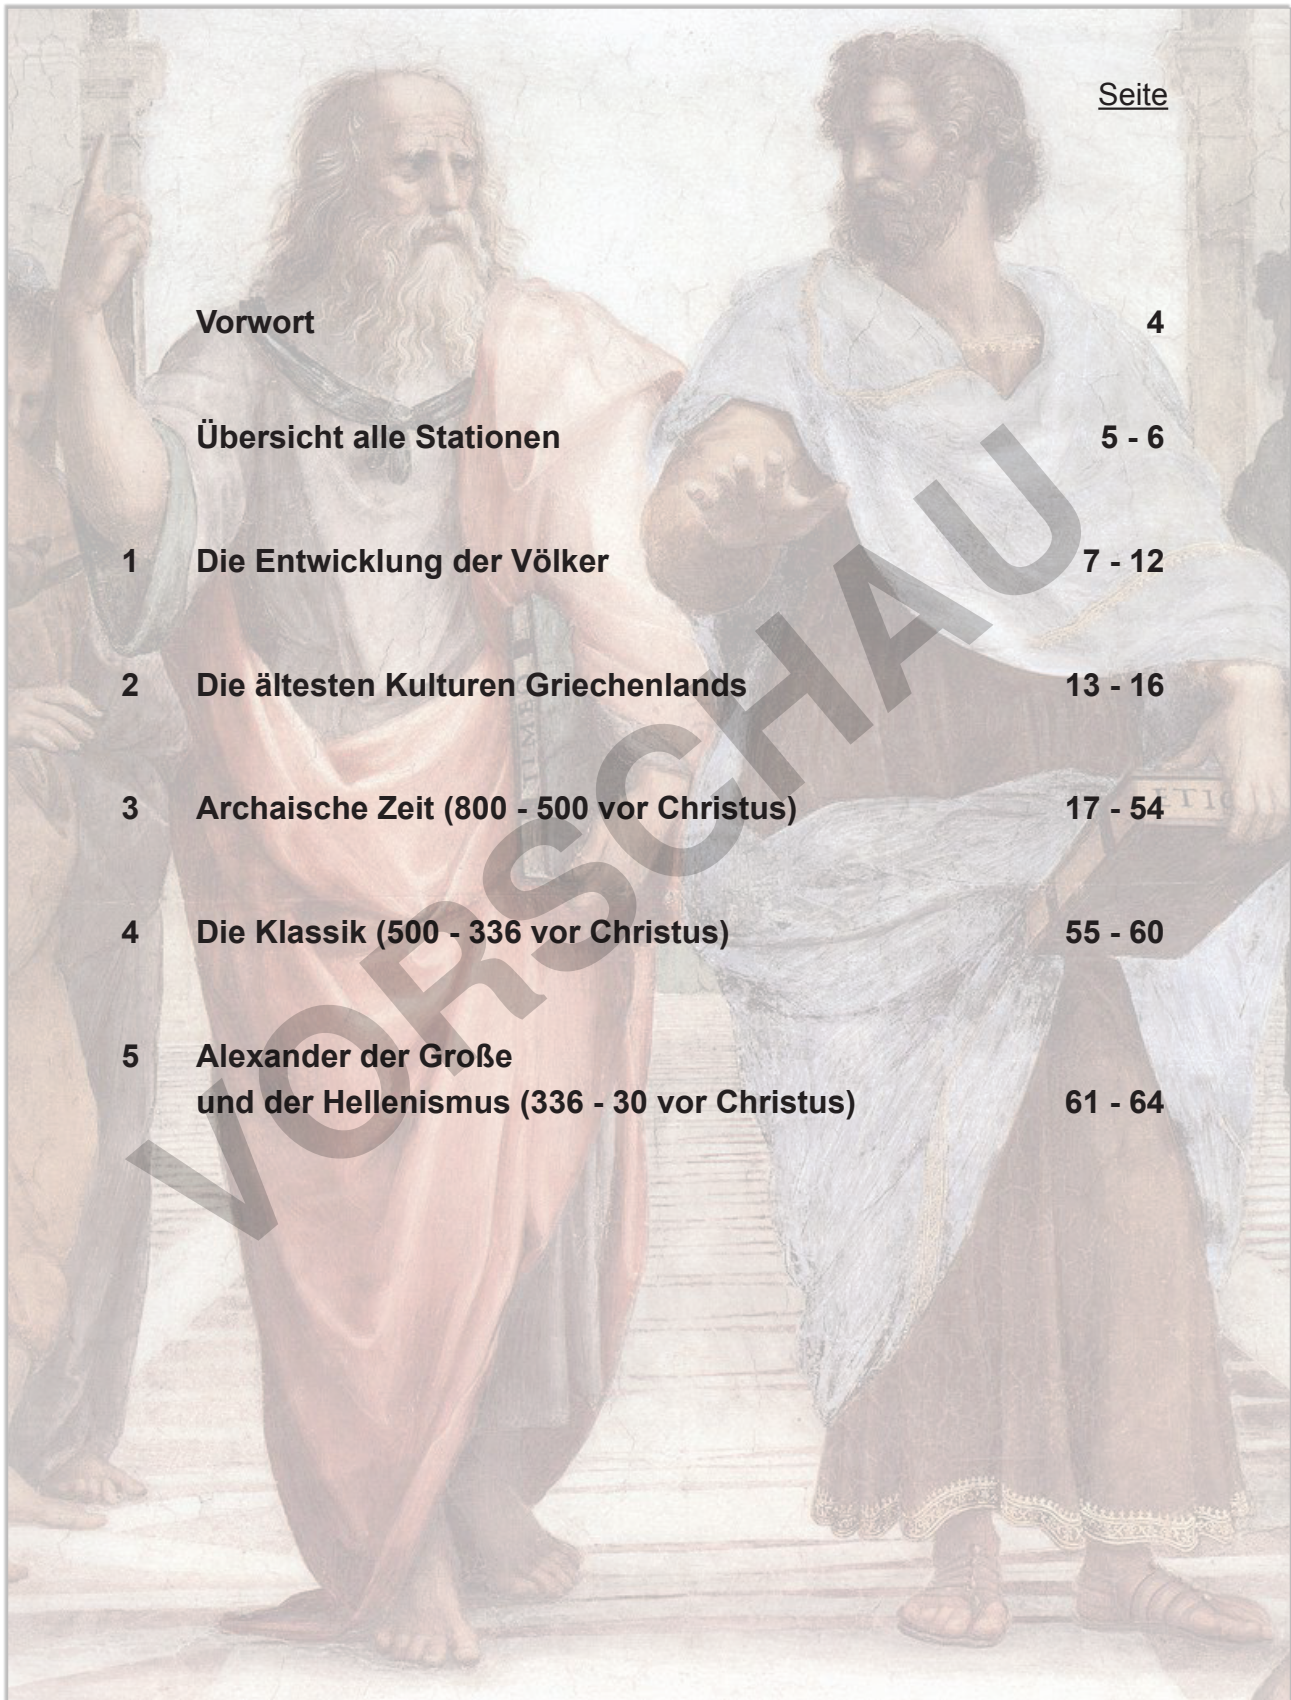 Seite
Vorwort 4
Übersicht alle Stationen 5 - 6
1 Die Entwicklung der Völker 7 - 12
2 Die ältesten Kulturen Griechenlands 13 - 16
3 Archaische Zeit (800 - 500 vor Christus) 17 - 54
4 Die Klassik (500 - 336 vor Christus) 55 - 60
5 Alexander der Große
und der Hellenismus (336 - 30 vor Christus) 61 - 64
VORSCHAU